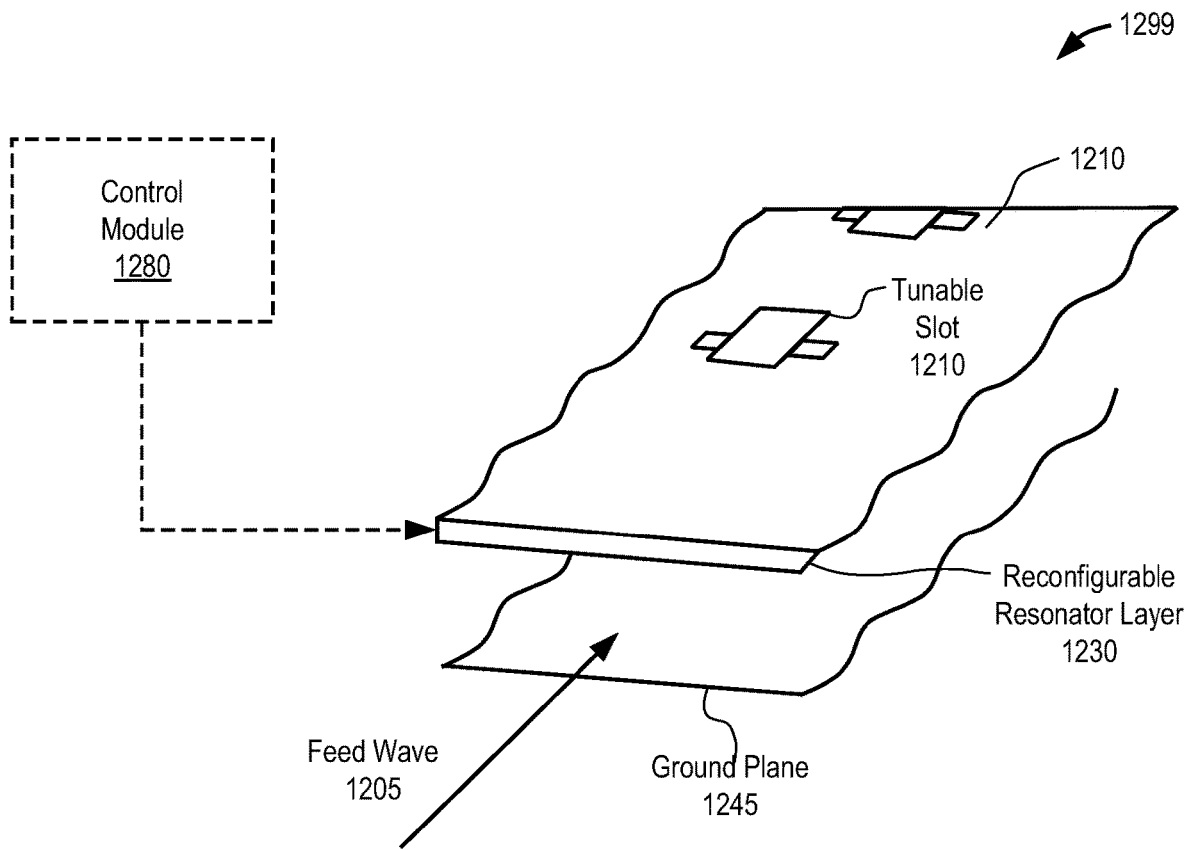 1299
Control
Module
1280
1210
Tunable
Slot
1210
Reconfigurable
Resonator Layer
1230
Feed Wave
1205
Ground Plane
1245